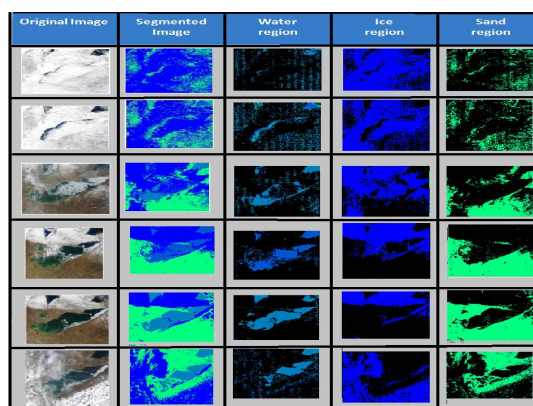 Original Image
Segmented
Image
Water
region
Ice
region
Sand
region